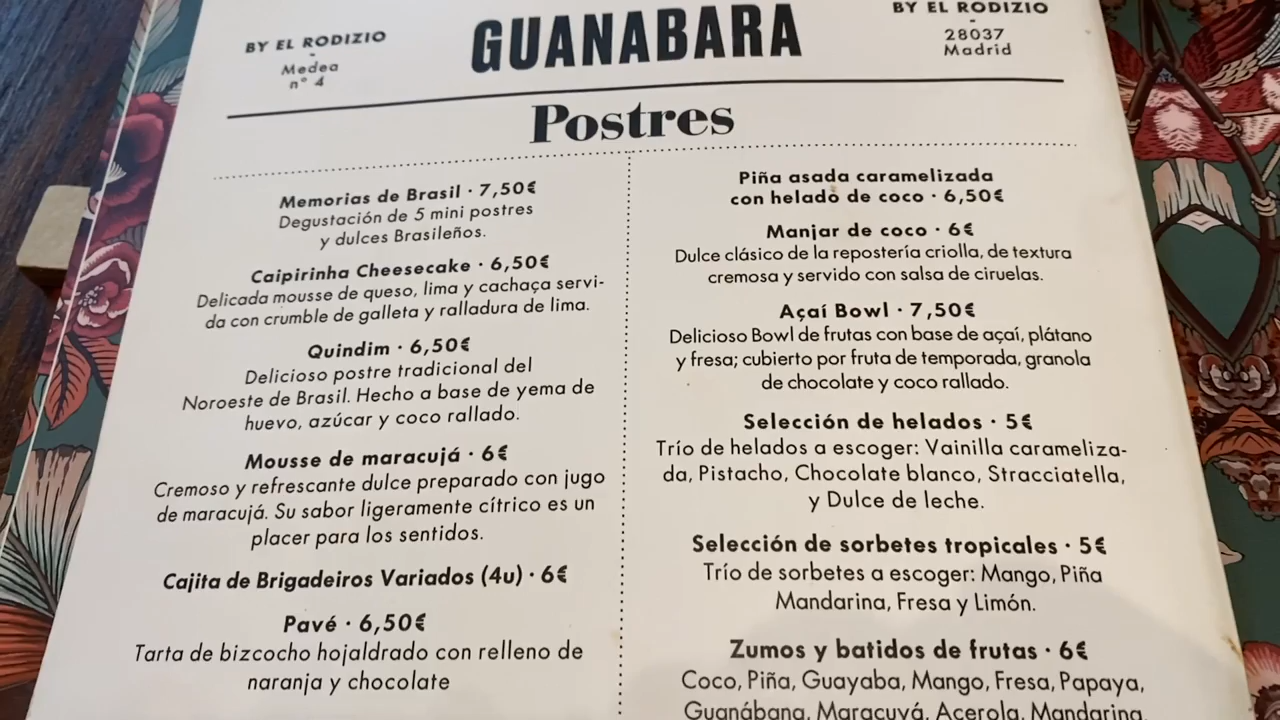 BY EL RODIZIO
-
Medea
nº 4
GUANABARA
BY EL RODIZIO
-
28037
Madrid
Postres
Memorias de Brasil · 7,50€
Degustación de 5 mini postres
y dulces Brasileños.
Caipirinha Cheesecake · 6,50€
Delicada mousse de queso, lima y cachaça servi-
da con crumble de galleta y ralladura de lima.
Quindim · 6,50€
Delicioso postre tradicional del
Noroeste de Brasil. Hecho a base de yema de
huevo, azúcar y coco rallado.
Mousse de maracujá · 6€
Cremoso y refrescante dulce preparado con jugo
de maracujá. Su sabor ligeramente cítrico es un
placer para los sentidos.
Cajita de Brigadeiros Variados (4u) · 6€
Pavé · 6,50€
Tarta de bizcocho hojaldrado con relleno de
naranja y chocolate
Piña asada caramelizada
con helado de coco · 6,50€
Manjar de coco · 6€
Dulce clásico de la repostería criolla, de textura
cremosa y servido con salsa de ciruelas.
Açaí Bowl · 7,50€
Delicioso Bowl de frutas con base de açaí, plátano
y fresa; cubierto por fruta de temporada, granola
de chocolate y coco rallado.
Selección de helados · 5€
Trío de helados a escoger: Vainilla carameliza-
da, Pistacho, Chocolate blanco, Stracciatella,
y Dulce de leche.
Selección de sorbetes tropicales · 5€
Trío de sorbetes a escoger: Mango, Piña
Mandarina, Fresa y Limón.
Zumos y batidos de frutas · 6€
Coco, Piña, Guayaba, Mango, Fresa, Papaya,
Guanábana, Maracuyá, Acerola, Mandarina,